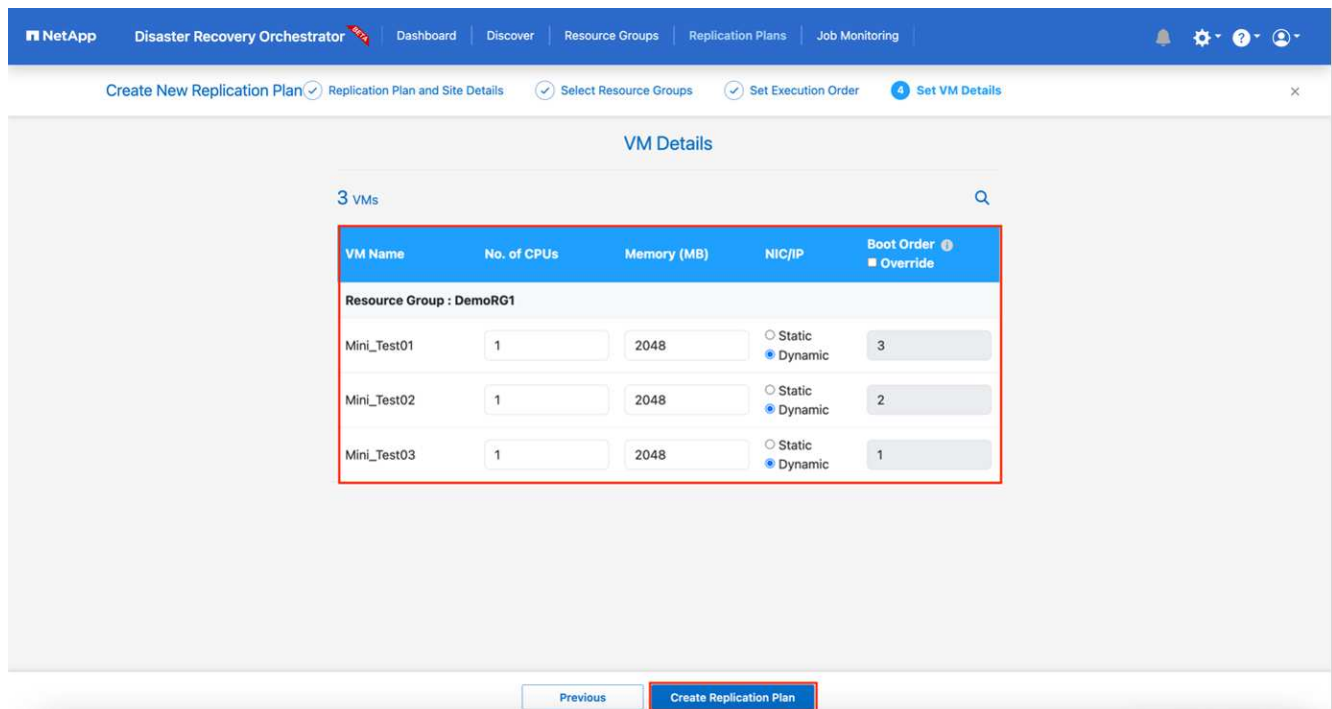 NetApp Disaster Recovery Orchestrator BETA Dashboard Discover Resource Groups Replication Plans Job Monitoring
Create New Replication Plan Replication Plan and Site Details Select Resource Groups Set Execution Order 4 Set VM Details
VM Details
3 VMs
VM Name No. of CPUs Memory (MB) NIC/IP Boot Order
Override
Resource Group : DemoRG1
Mini_Test01 1 2048 Static 3
Dynamic
Mini_Test02 1 2048 Static 2
Dynamic
Mini_Test03 1 2048 Static 1
Dynamic
Previous Create Replication Plan